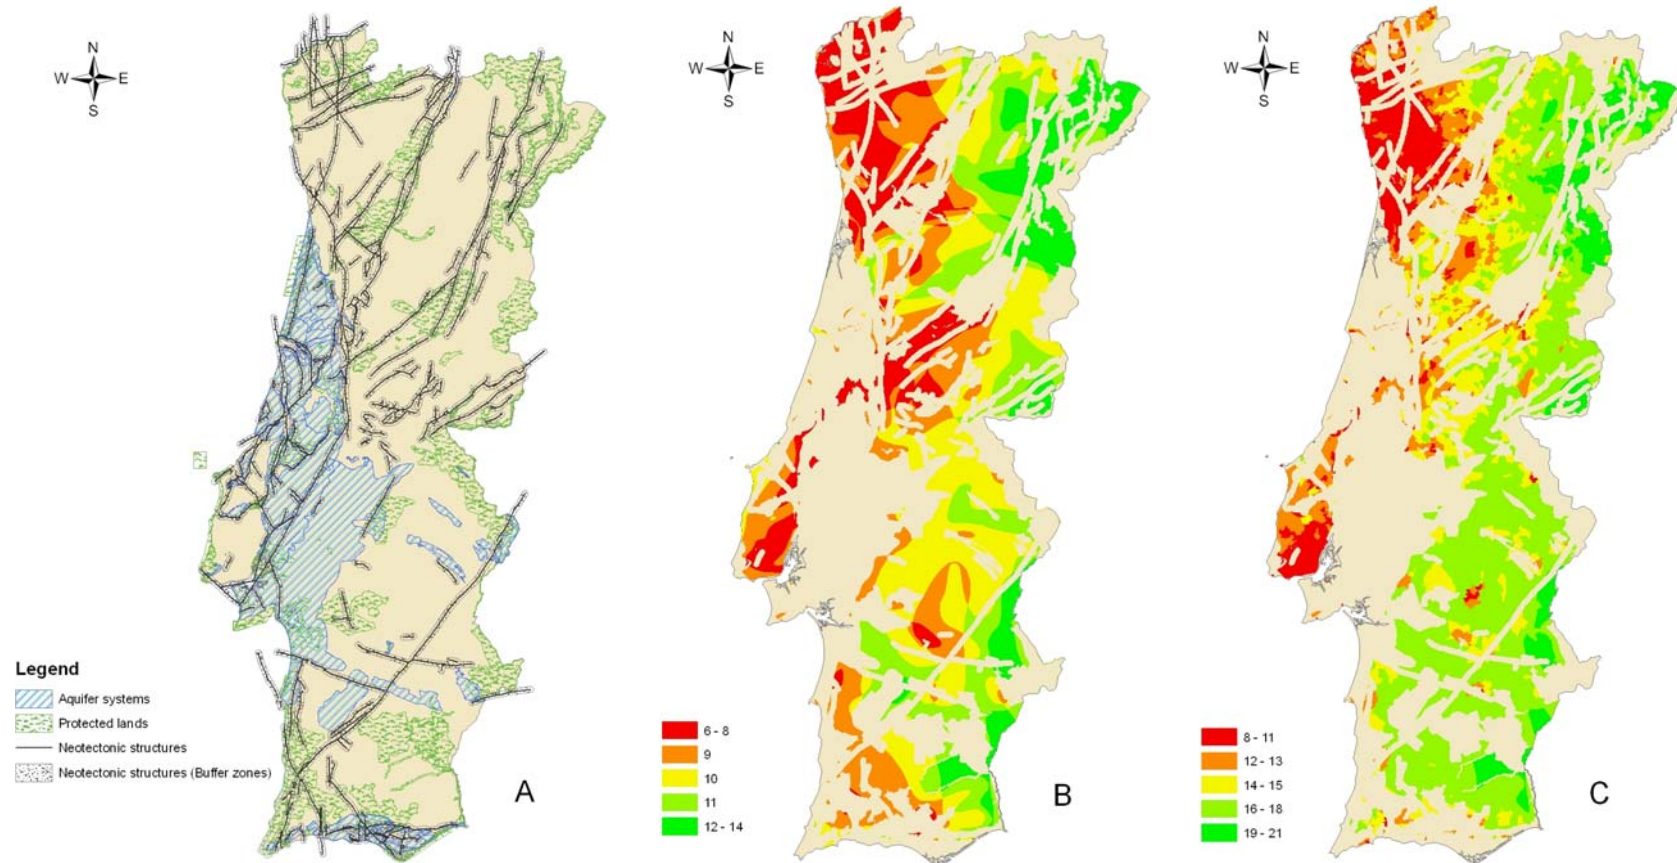 N
W E
S
Legend
Aquifer systems
Protected lands
Neotectonic structures
Neotectonic structures (Buffer zones)
A
N
W E
S
6 - 8
9
10
11
12 - 14
B
N
W E
S
8 - 11
12 - 13
14 - 15
16 - 18
19 - 21
C